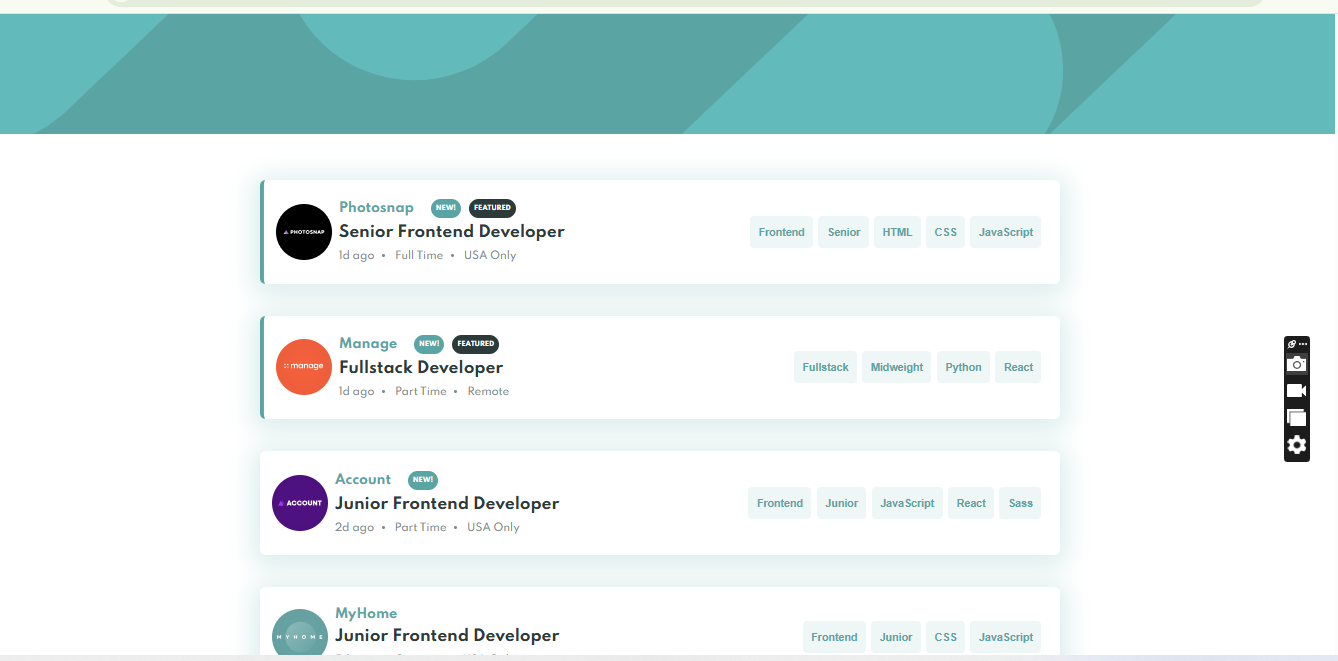 Photosnap NEW! FEATURED
PHOTOSNAP
Senior Frontend Developer
1d ago • Full Time • USA Only
Frontend Senior HTML CSS JavaScript
Manage NEW! FEATURED
manage
Fullstack Developer
1d ago • Part Time • Remote
Fullstack Midweight Python React
Account NEW!
ACCOUNT
Junior Frontend Developer
2d ago • Part Time • USA Only
Frontend Junior JavaScript React Sass
MyHome
MYHOME
Junior Frontend Developer
Frontend Junior CSS JavaScript